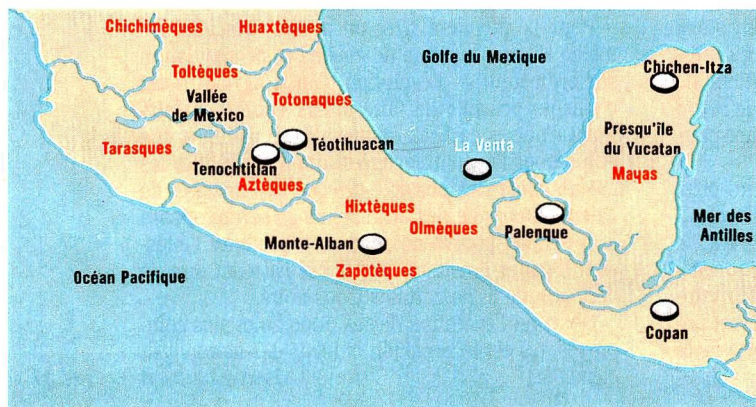 Chichimèques
Huaxtèques
Golfe du Mexique
Chichen-Itza
Toltèques
Vallée
de Mexico
Totonaques
Tarasques
Téotihuacan
La Venta
Presqu'île
du Yucatan
Tenochtitlan
Aztèques
Mayas
Hixtèques
Olmèques
Palenque
Mer des
Antilles
Monte-Alban
Zapotèques
Océan Pacifique
Copan